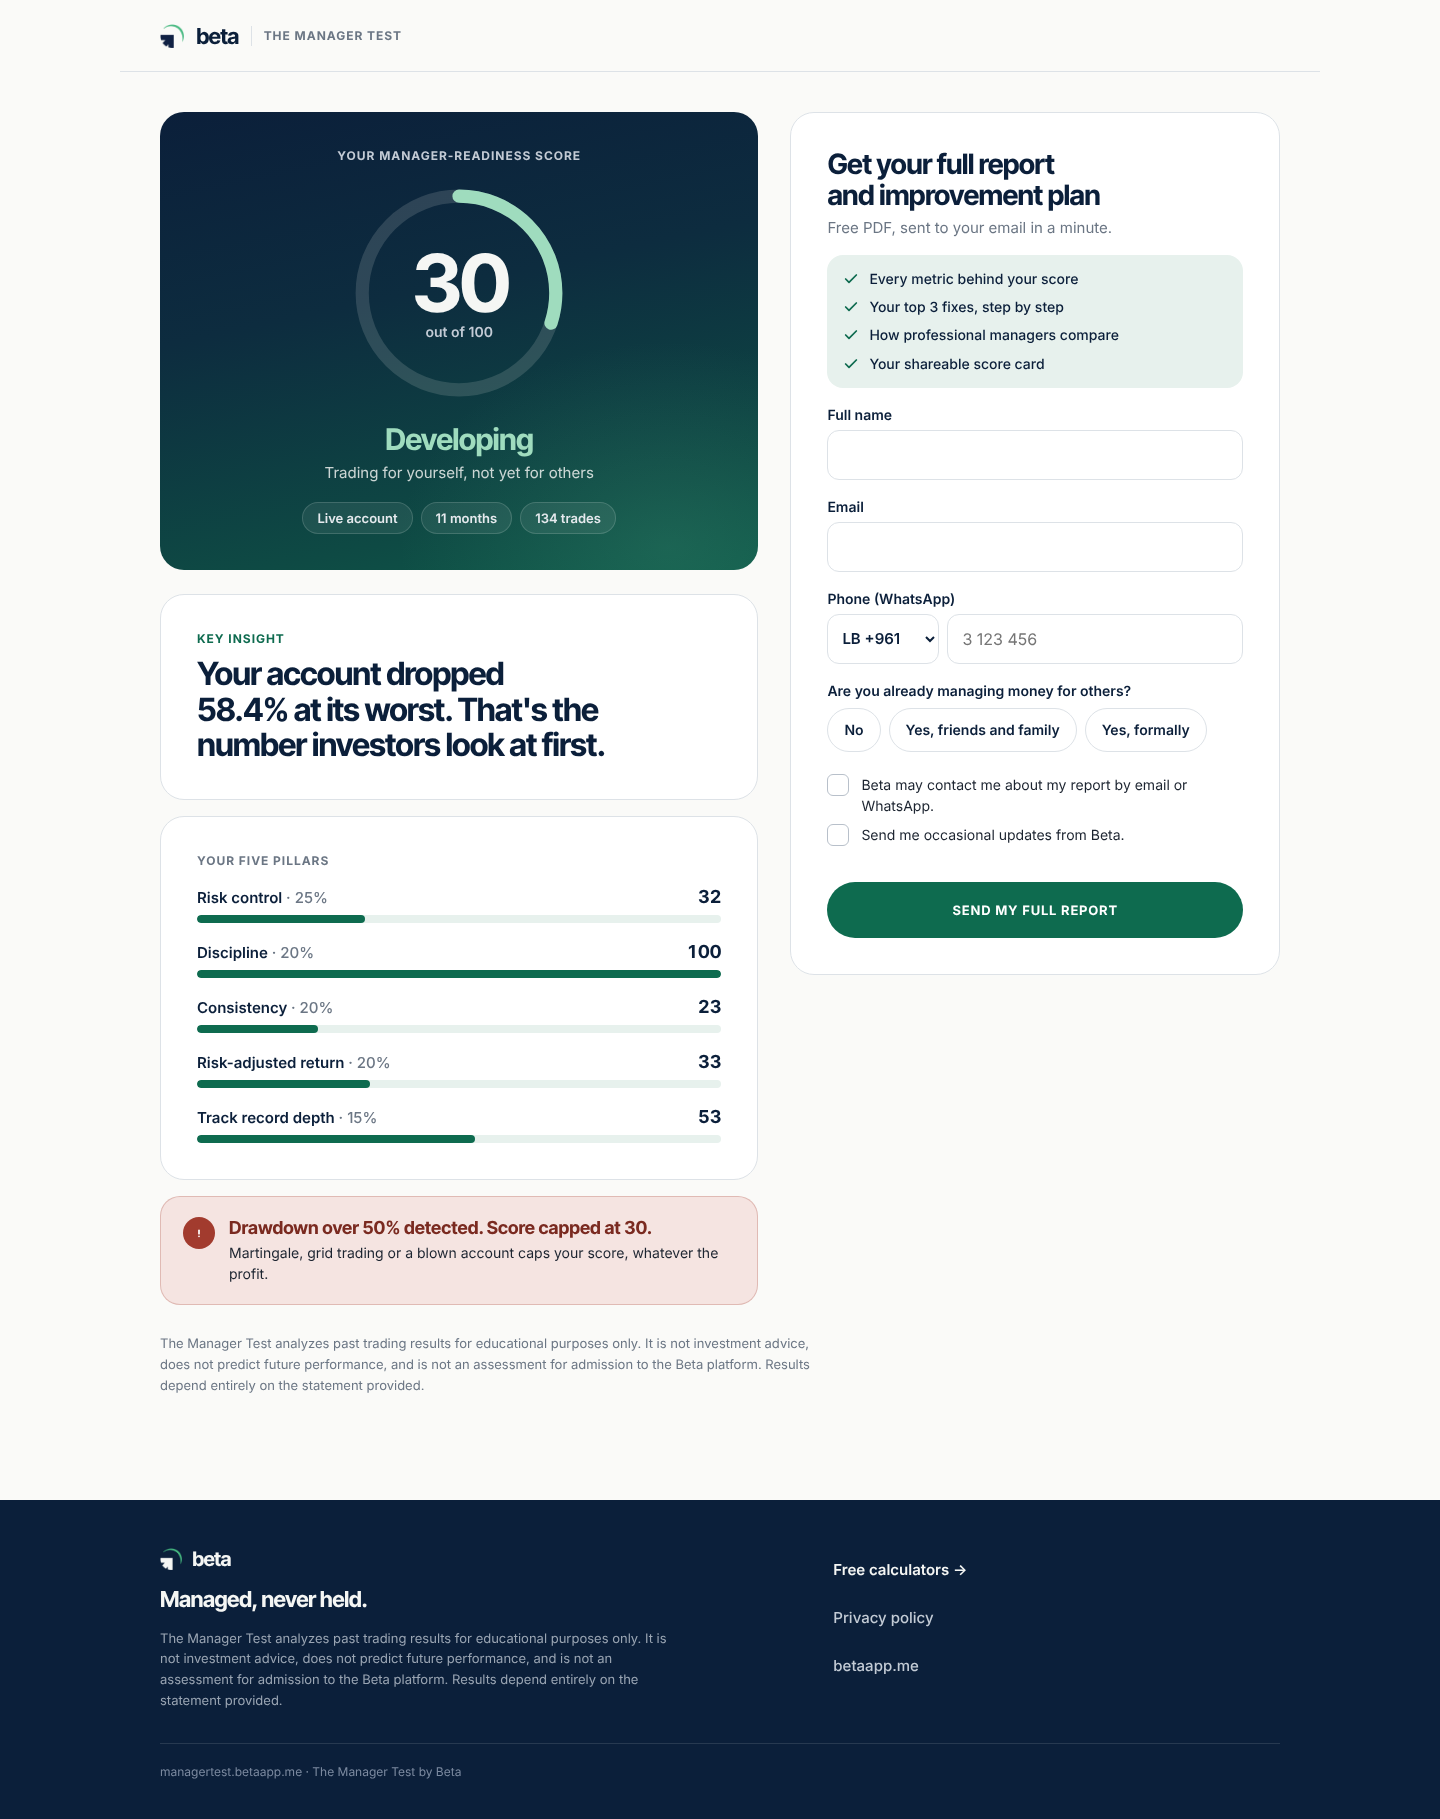 beta
THE MANAGER TEST
YOUR MANAGER-READINESS SCORE
30
out of 100
Developing
Trading for yourself, not yet for others
Live account
11 months
134 trades
KEY INSIGHT
Your account dropped
58.4% at its worst. That's the
number investors look at first.
YOUR FIVE PILLARS
Risk control · 25% 32
Discipline · 20% 100
Consistency · 20% 23
Risk-adjusted return · 20% 33
Track record depth · 15% 53
!
Drawdown over 50% detected. Score capped at 30.
Martingale, grid trading or a blown account caps your score, whatever the
profit.
Get your full report
and improvement plan
Free PDF, sent to your email in a minute.
Every metric behind your score
Your top 3 fixes, step by step
How professional managers compare
Your shareable score card
Full name
Email
Phone (WhatsApp)
LB +961
3 123 456
Are you already managing money for others?
No
Yes, friends and family
Yes, formally
Beta may contact me about my report by email or
WhatsApp.
Send me occasional updates from Beta.
SEND MY FULL REPORT
The Manager Test analyzes past trading results for educational purposes only. It is not investment advice,
does not predict future performance, and is not an assessment for admission to the Beta platform. Results
depend entirely on the statement provided.
beta
Managed, never held.
The Manager Test analyzes past trading results for educational purposes only. It is
not investment advice, does not predict future performance, and is not an
assessment for admission to the Beta platform. Results depend entirely on the
statement provided.
Free calculators →
Privacy policy
betaapp.me
managertest.betaapp.me · The Manager Test by Beta